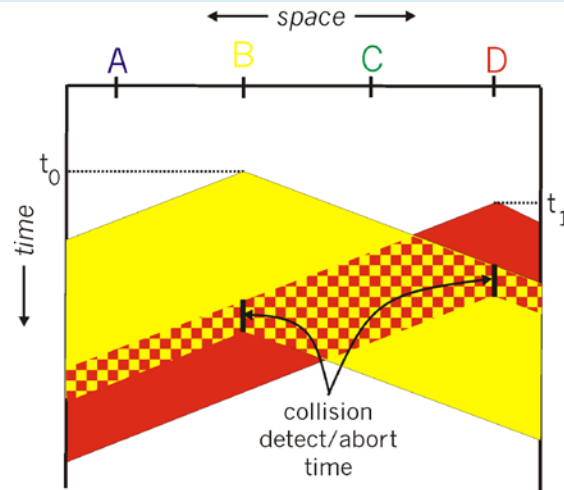 space
A B C D
t0
t1
time
collision
detect/abort
time